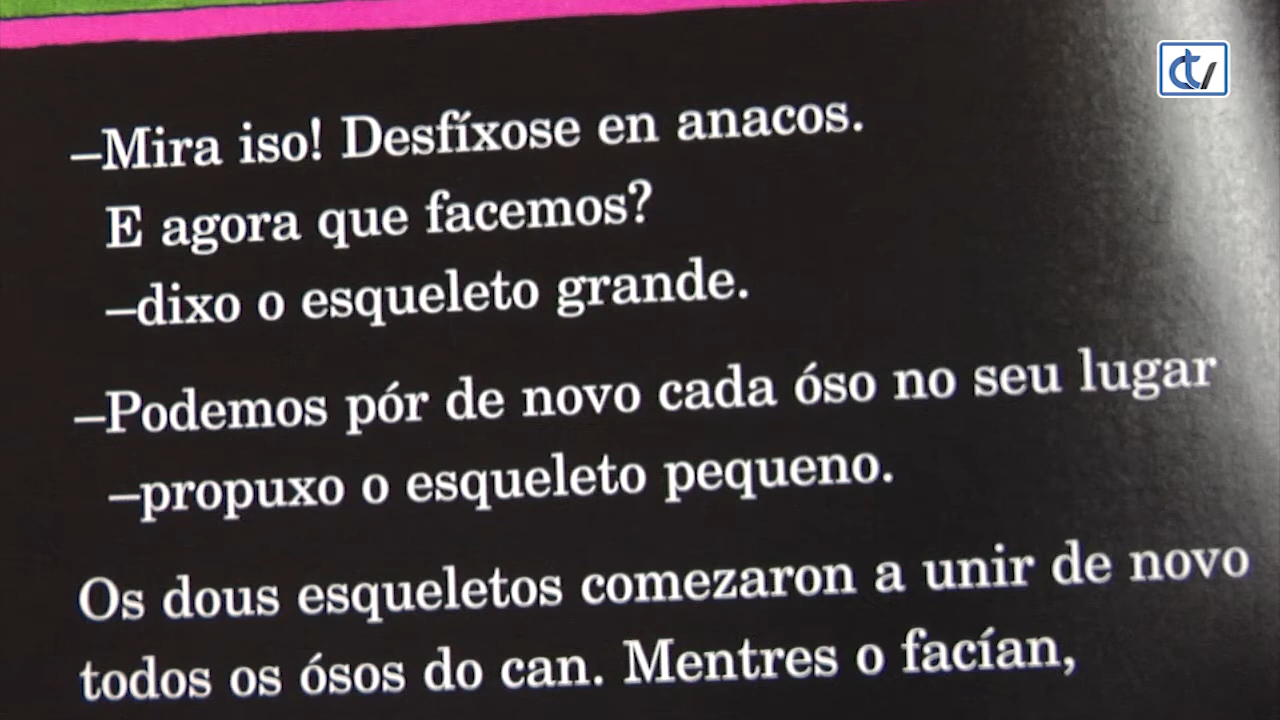 –Mira iso! Desfíxose en anacos.
E agora que facemos?
–dixo o esqueleto grande.
–Podemos pór de novo cada óso no seu lugar
–propuxo o esqueleto pequeno.
Os dous esqueletos comezaron a unir de novo
todos os ósos do can. Mentres o facían,
ctv